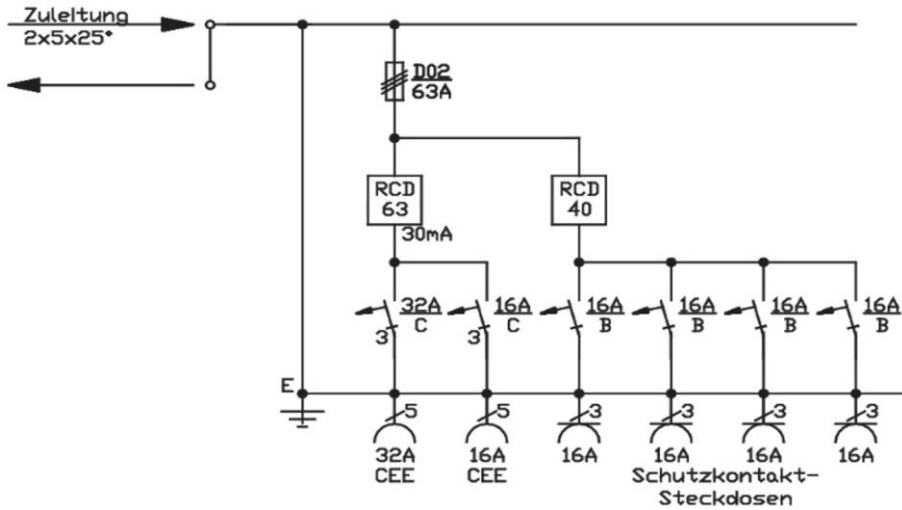 Zuleitung
2x5x25°
D02
63A
RCD
63
30mA
RCD
40
32A
C
3
16A
C
3
16A
B
16A
B
16A
B
16A
B
E
5
5
3
3
3
3
32A
CEE
16A
CEE
16A
16A
16A
16A
Schutzkontakt-
Steckdosen